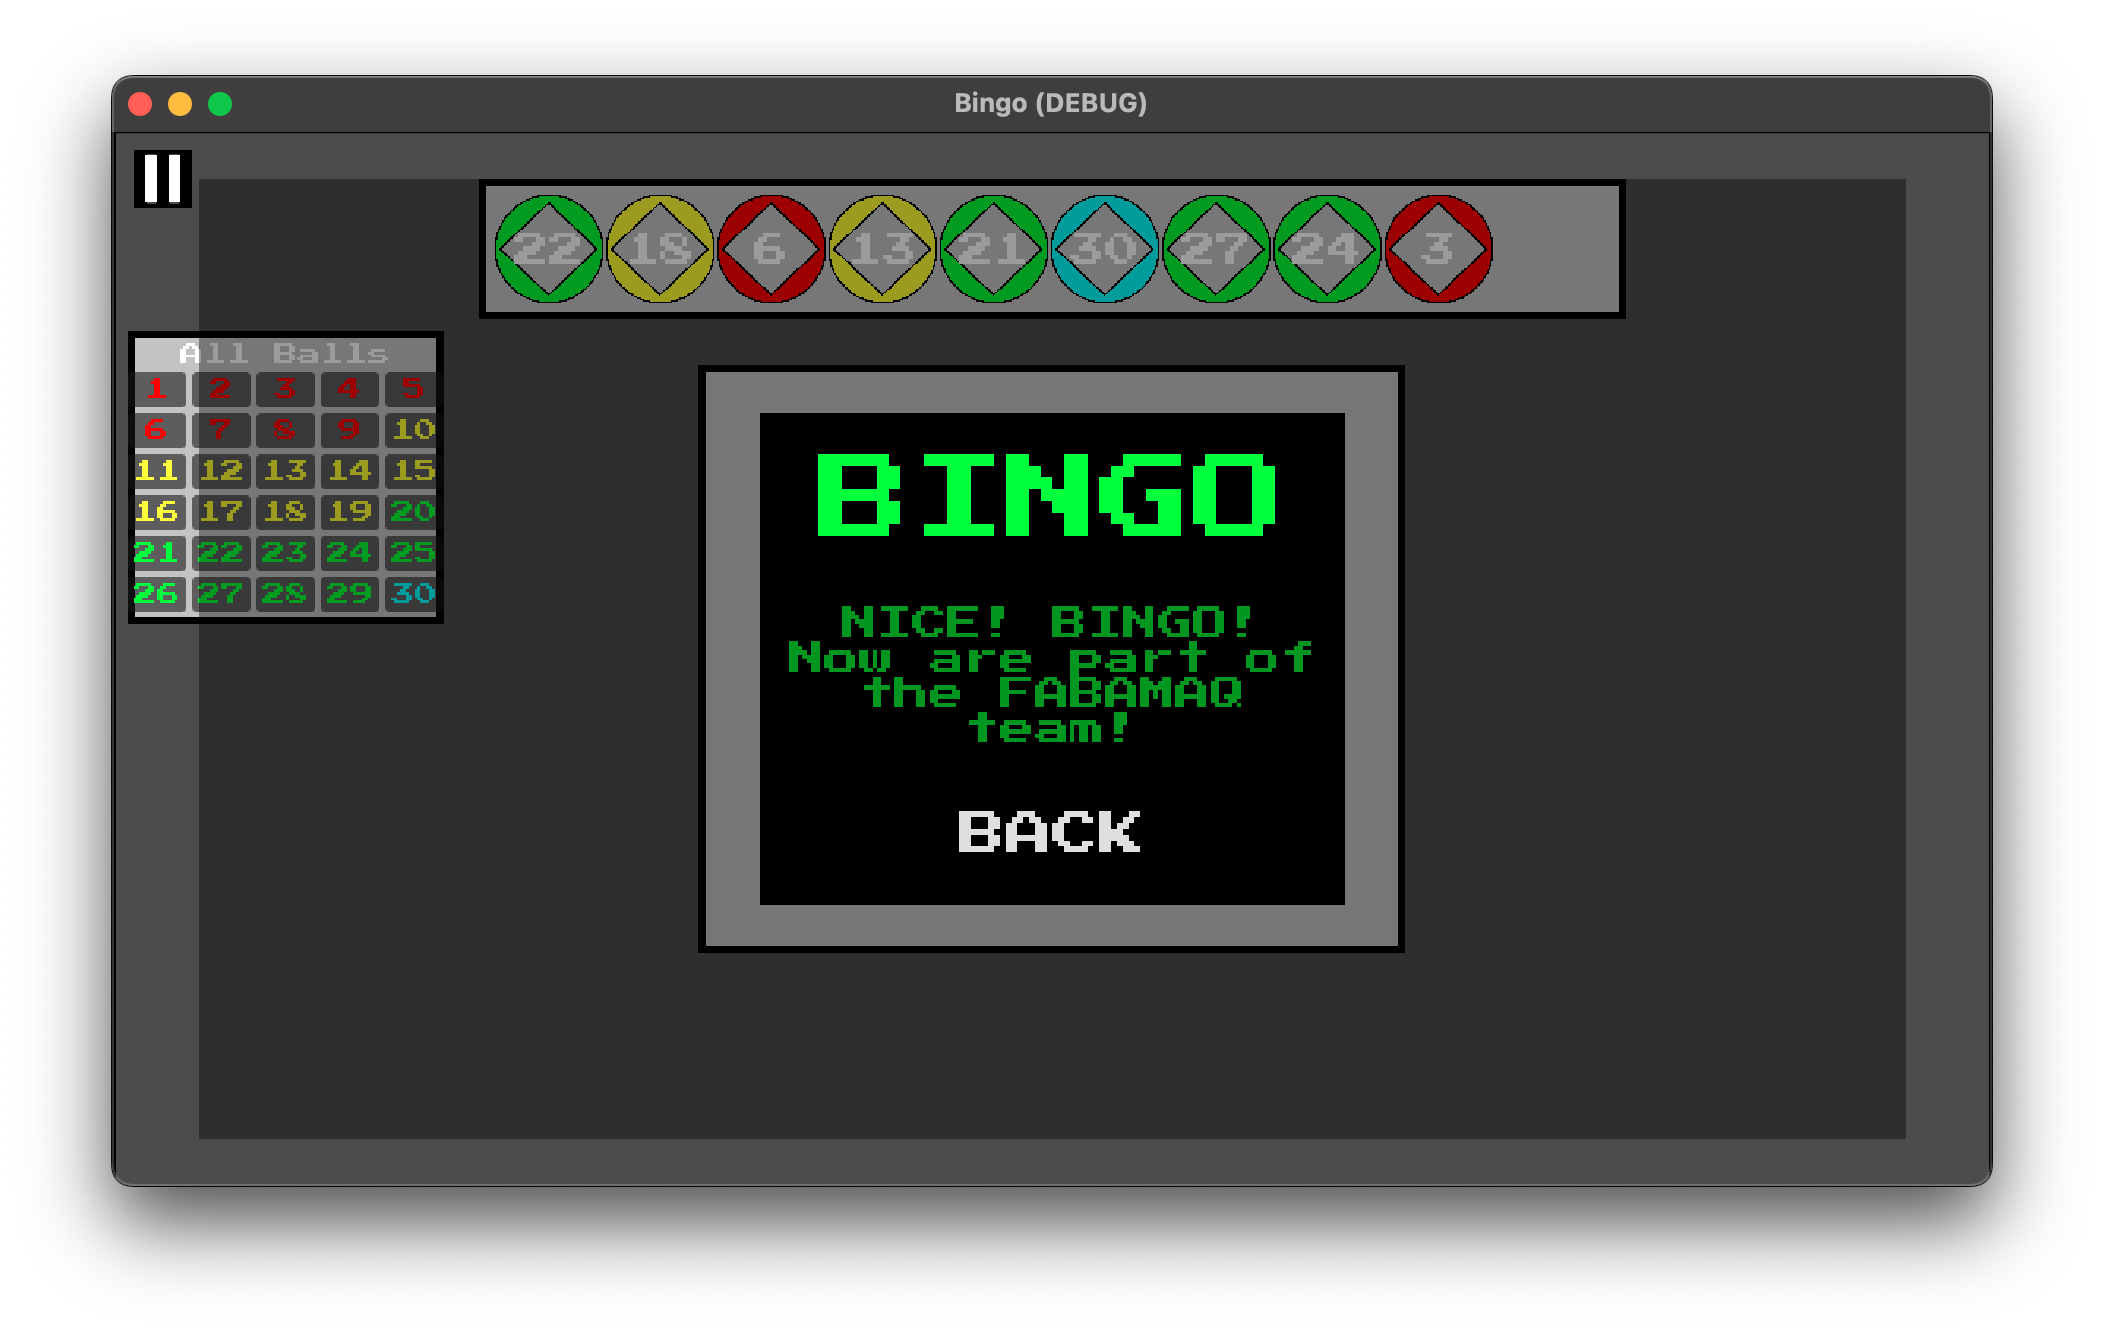 Bingo (DEBUG)
22 18 6 13 21 30 27 24 3
All Balls
1 2 3 4 5
6 7 8 9 10
11 12 13 14 15
16 17 18 19 20
21 22 23 24 25
26 27 28 29 30
BINGO
NICE! BINGO!
Now are part of
the FABAMAQ
team!
BACK